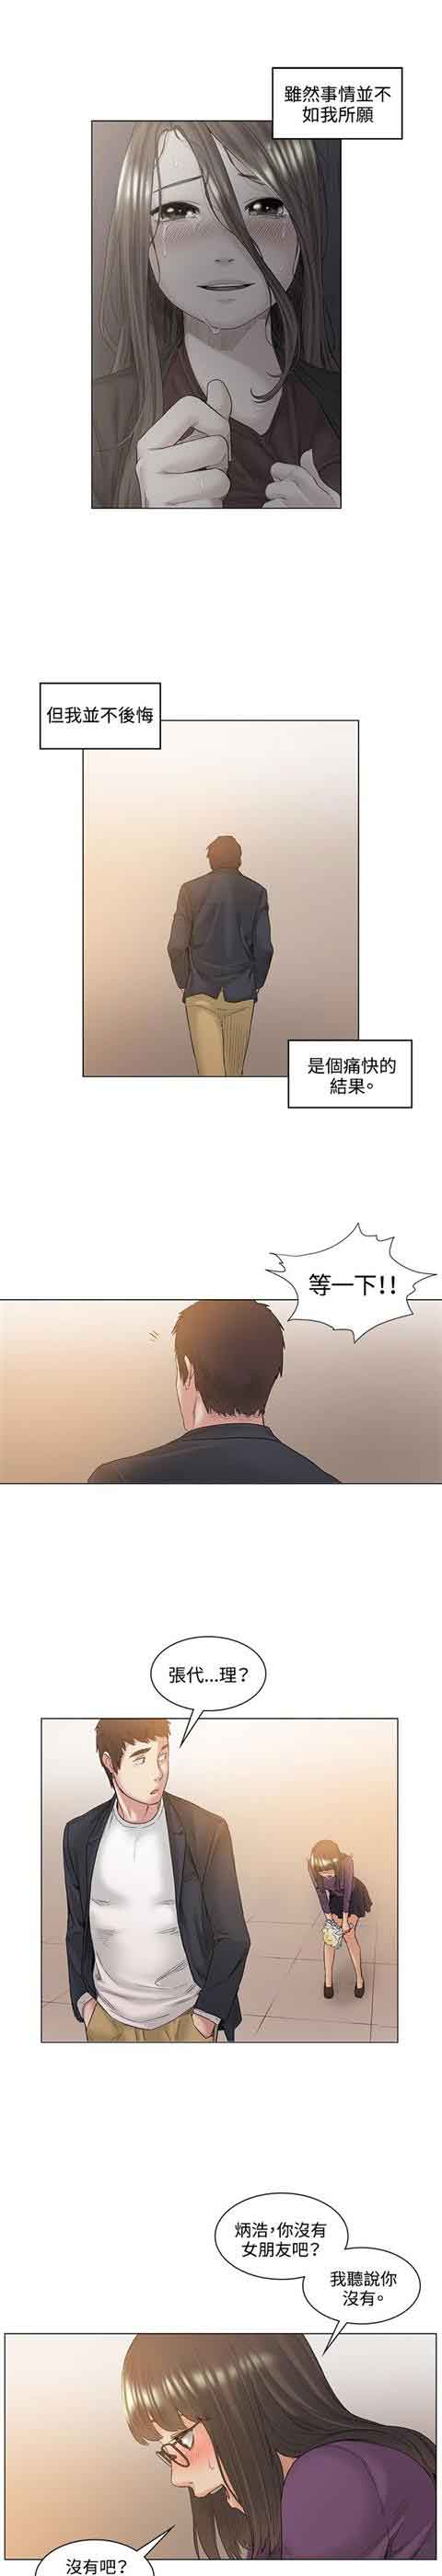 雖然事情並不
如我所願
但我並不後悔
是個痛快的
結果。
等一下!!
張代...理?
炳浩,你沒有
女朋友吧?
我聽說你
沒有。
沒有吧?